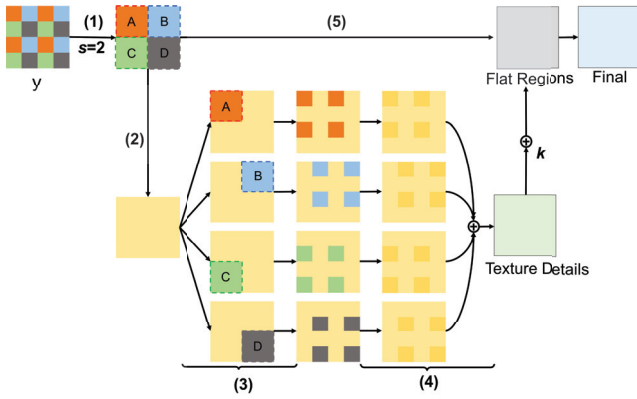 (1)
s=2
A
B
C
D
(5)
y
Flat Regions
Final
(2)
A
k
B
C
Texture Details
D
(3)
(4)